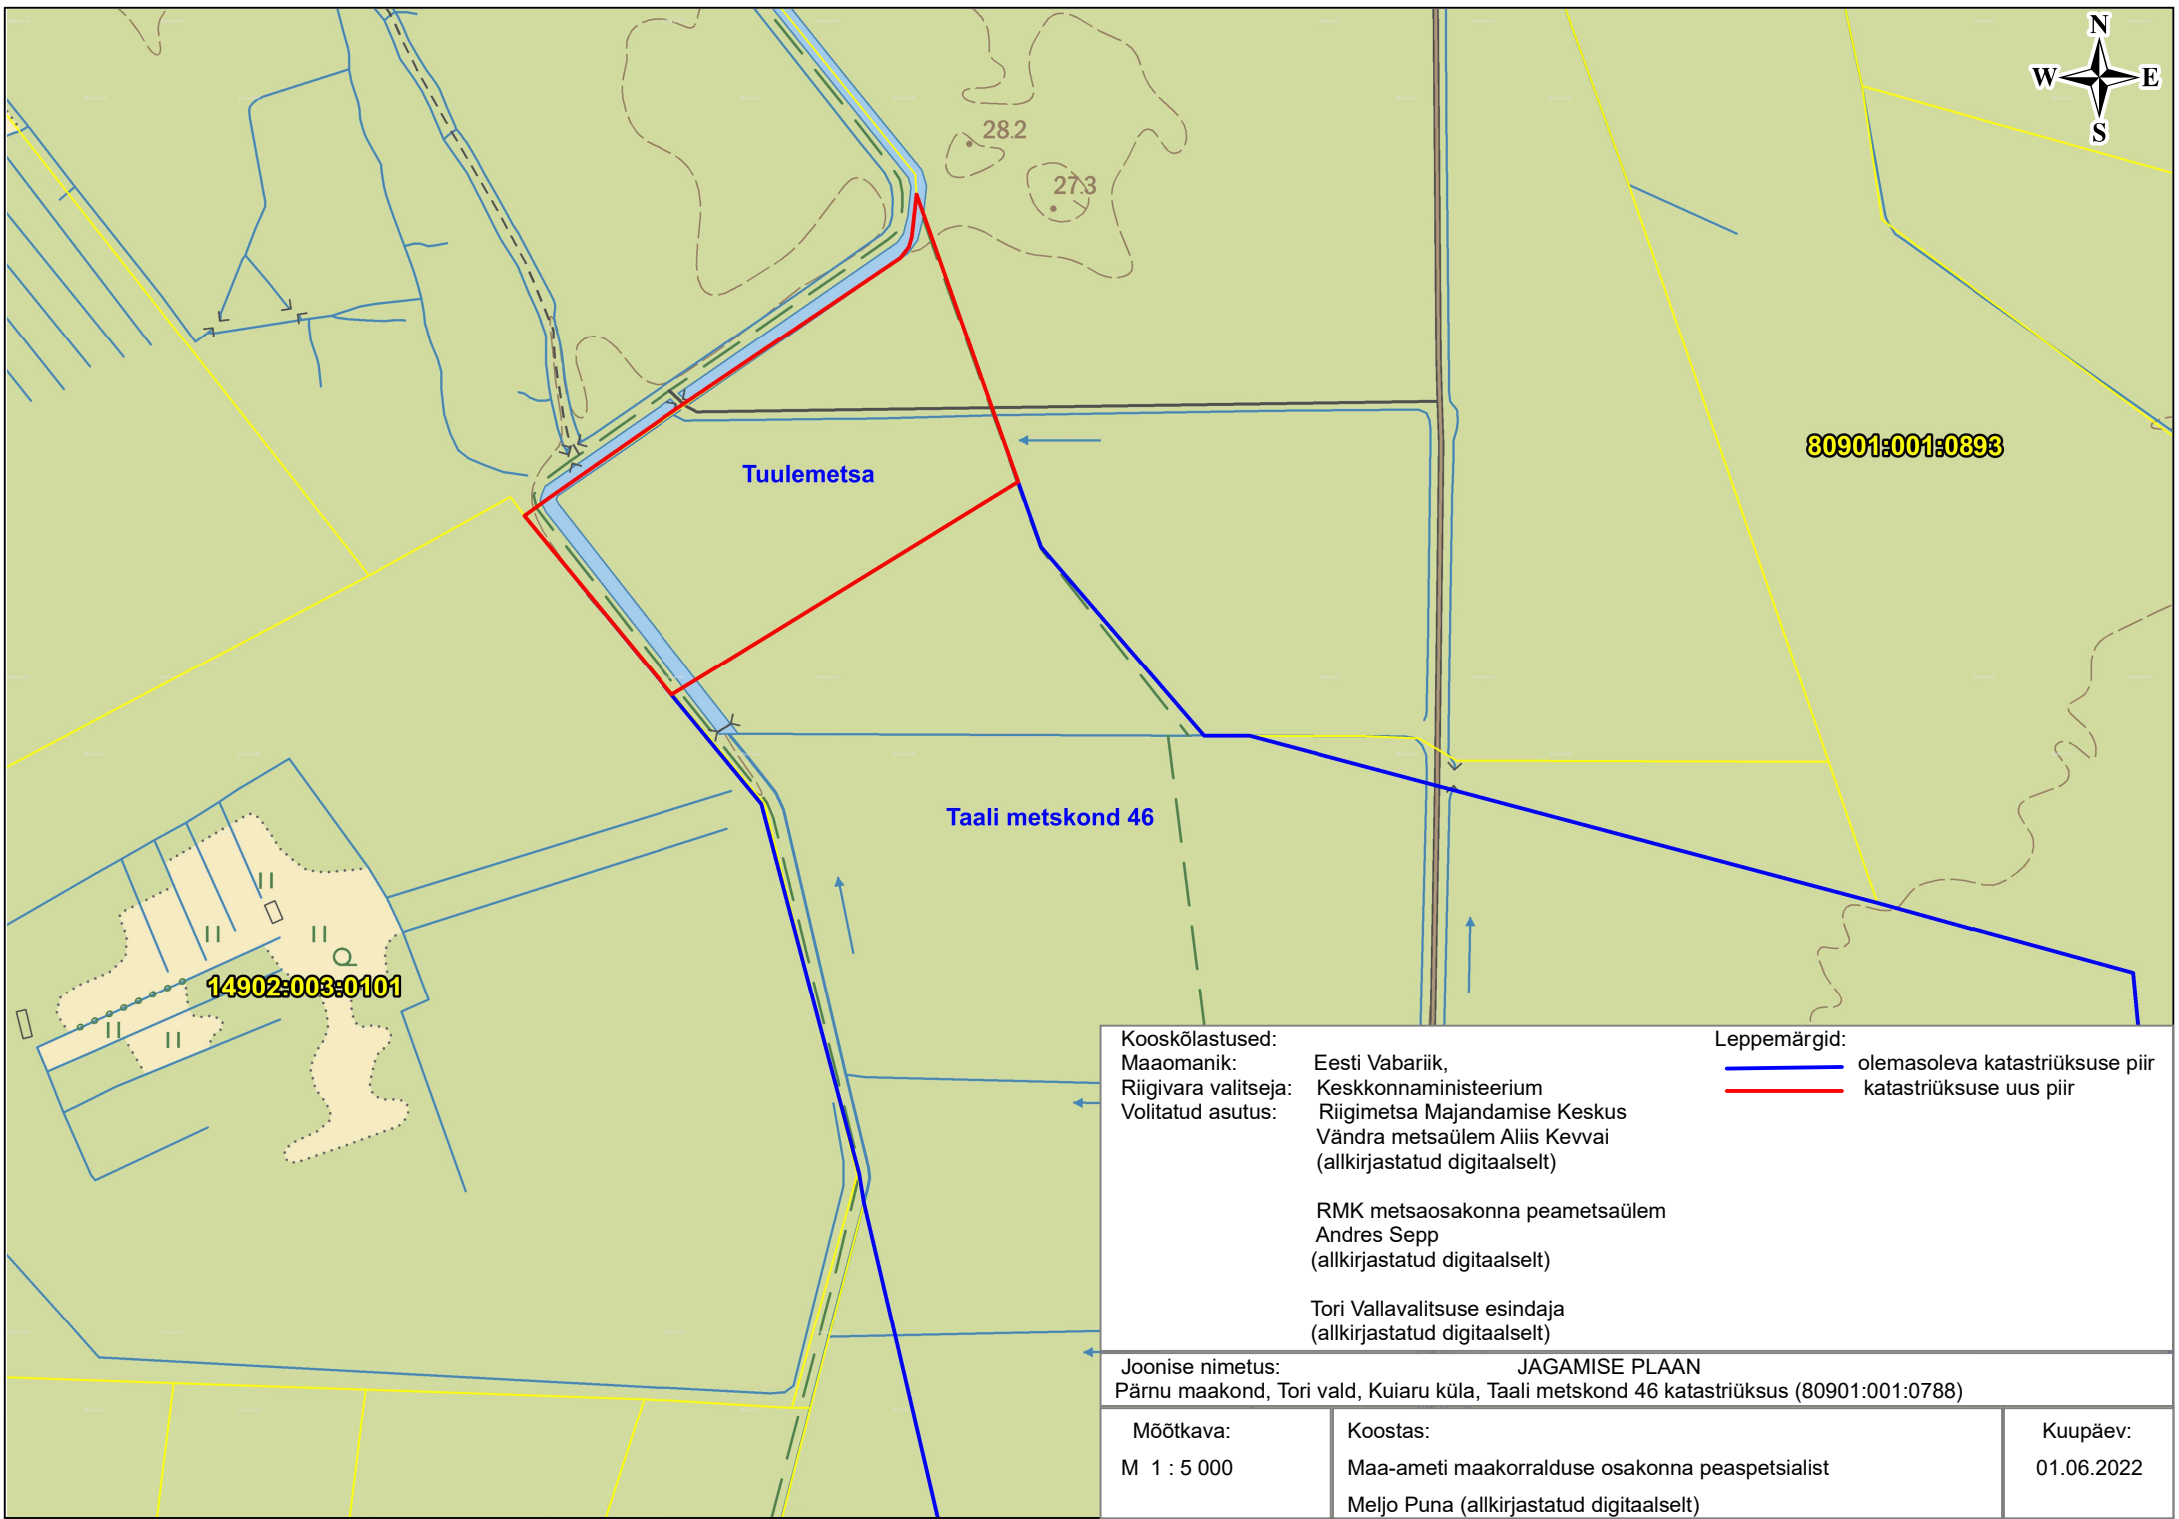 N
W E
S
28.2
27.3
80901:001:0893
Tuulemetsa
Taali metskond 46
14902:003:0101
Kooskõlastused:
Maaomanik: Eesti Vabariik,
Riigivara valitseja: Keskkonnaministeerium
Volitatud asutus: Riigimetsa Majandamise Keskus
Vändra metsaülem Aliis Kevvai
(allkirjastatud digitaalselt)
RMK metsaosakonna peametsaülem
Andres Sepp
(allkirjastatud digitaalselt)
Tori Vallavalitsuse esindaja
(allkirjastatud digitaalselt)
Leppemärgid:
olemasoleva katastriüksuse piir
katastriüksuse uus piir
Joonise nimetus: JAGAMISE PLAAN
Pärnu maakond, Tori vald, Kuiaru küla, Taali metskond 46 katastriüksus (80901:001:0788)
Mõõtkava:
M 1 : 5 000
Koostas:
Maa-ameti maakorralduse osakonna peaspetsialist
Meljo Puna (allkirjastatud digitaalselt)
Kuupäev:
01.06.2022